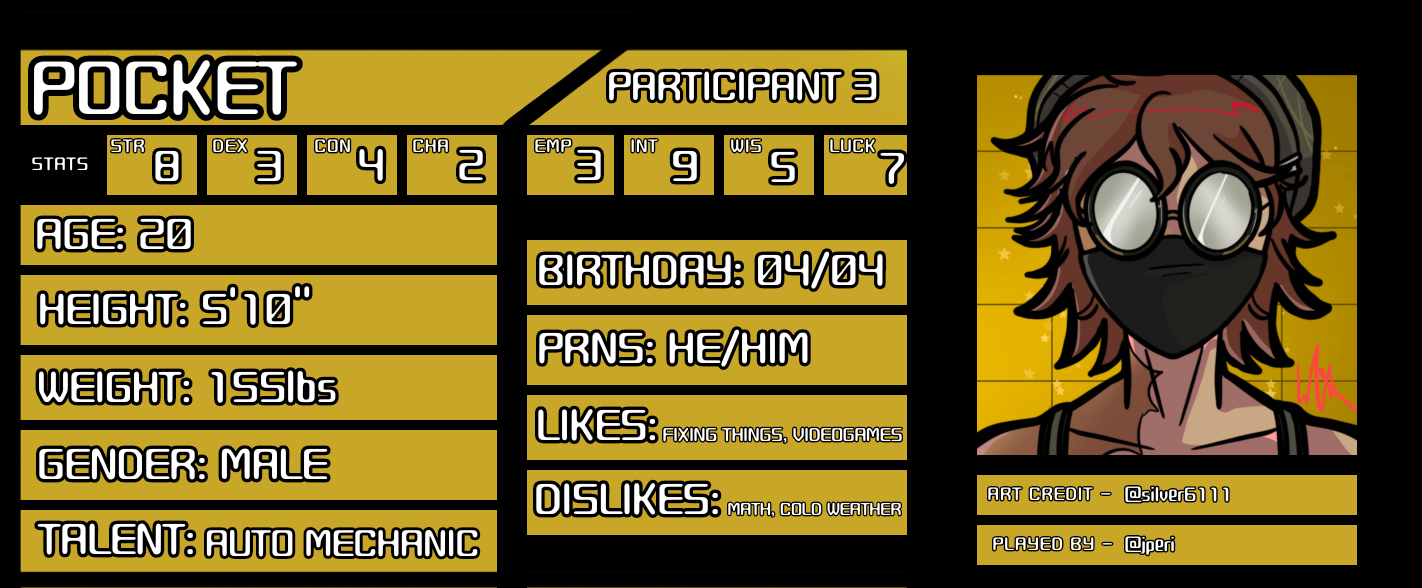 POCKET
PARTICIPANT 3
STATS
STR 8
DEX 3
CON 4
CHA 2
EMP 3
INT 9
WIS 5
LUCK 7
AGE: 20
HEIGHT: 5'10"
WEIGHT: 155lbs
GENDER: MALE
TALENT: AUTO MECHANIC
BIRTHDAY: 04/04
PRNS: HE/HIM
LIKES: FIXING THINGS, VIDEOGAMES
DISLIKES: MATH, COLD WEATHER
ART CREDIT - @silver6111
PLAYED BY - @jperi